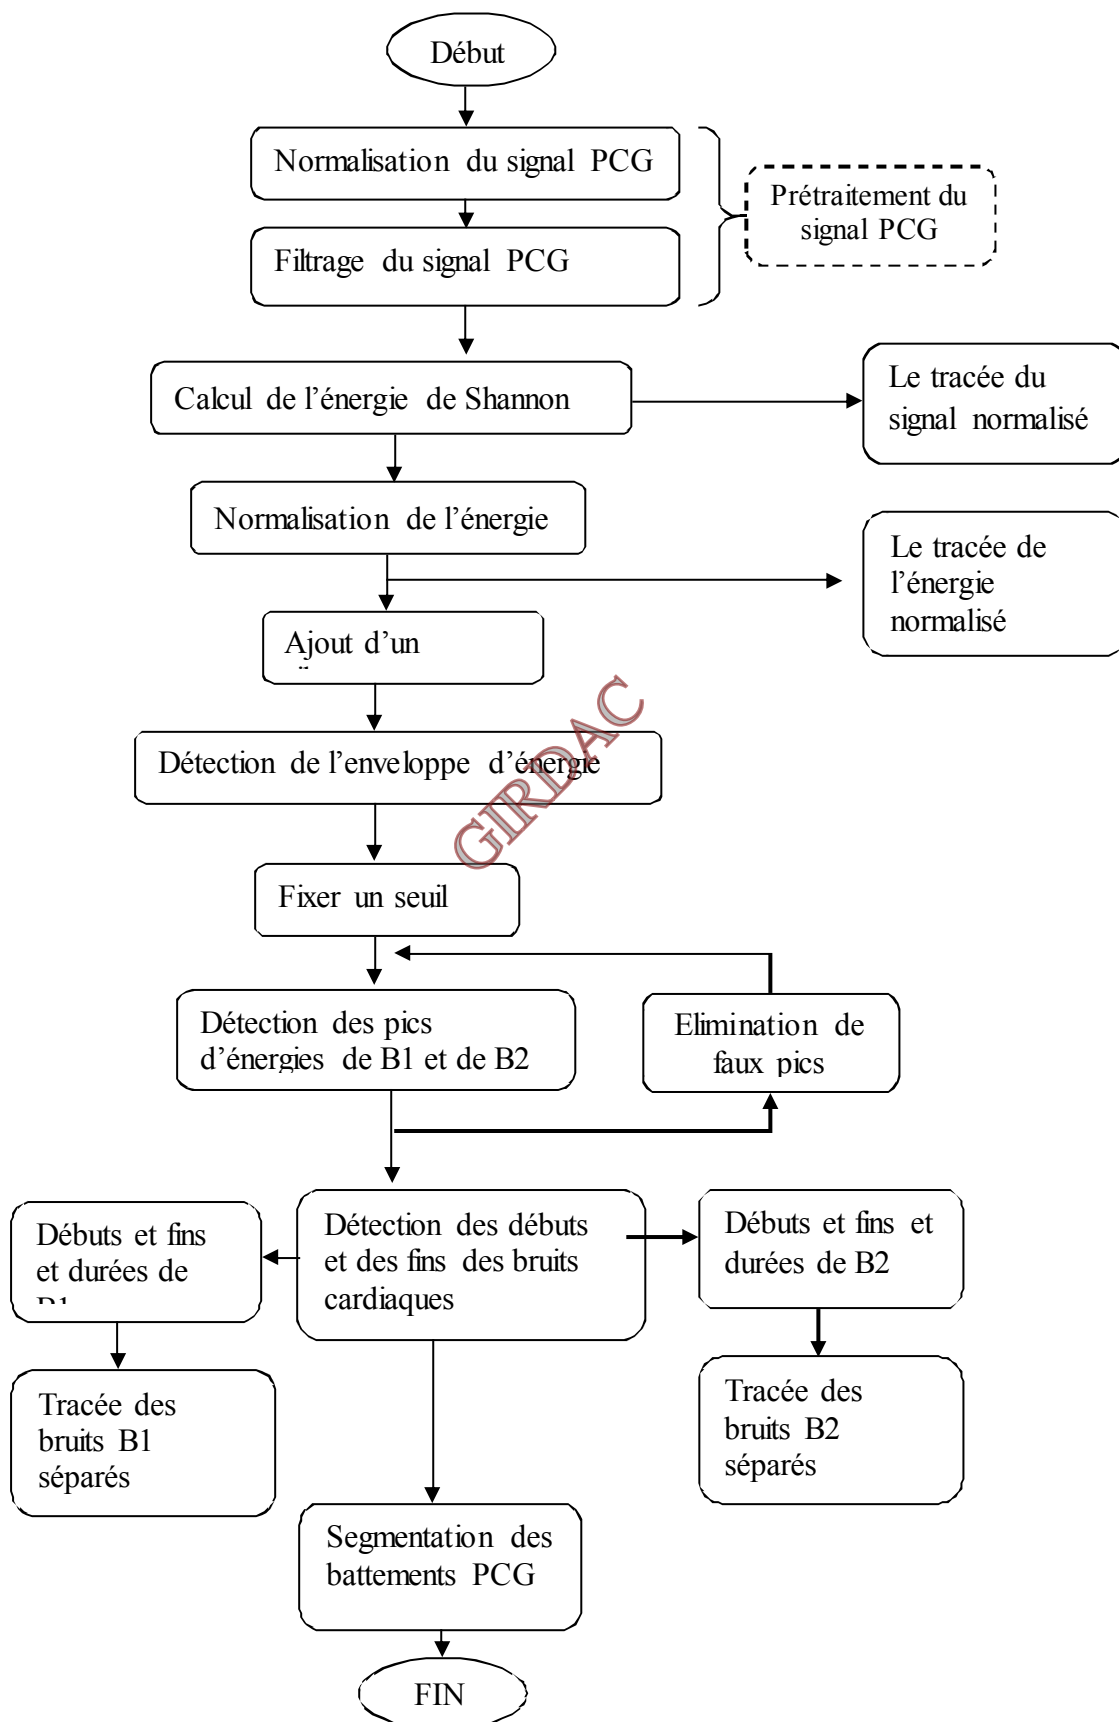 Début
Normalisation du signal PCG
Prétraitement du
signal PCG
Filtrage du signal PCG
Calcul de l'énergie de Shannon
Le tracée du
signal normalisé
Normalisation de l'énergie
Le tracée de
l'énergie
normalisé
Ajout d'un
Détection de l'enveloppe d'énergie
GIRDAC
Fixer un seuil
Détection des pics
d'énergies de B1 et de B2
Elimination de
faux pics
Débuts et fins
et durées de
B1
Détection des débuts
et des fins des bruits
cardiaques
Débuts et fins et
durées de B2
Tracée des
bruits B1
séparés
Tracée des
bruits B2
séparés
Segmentation des
battements PCG
FIN